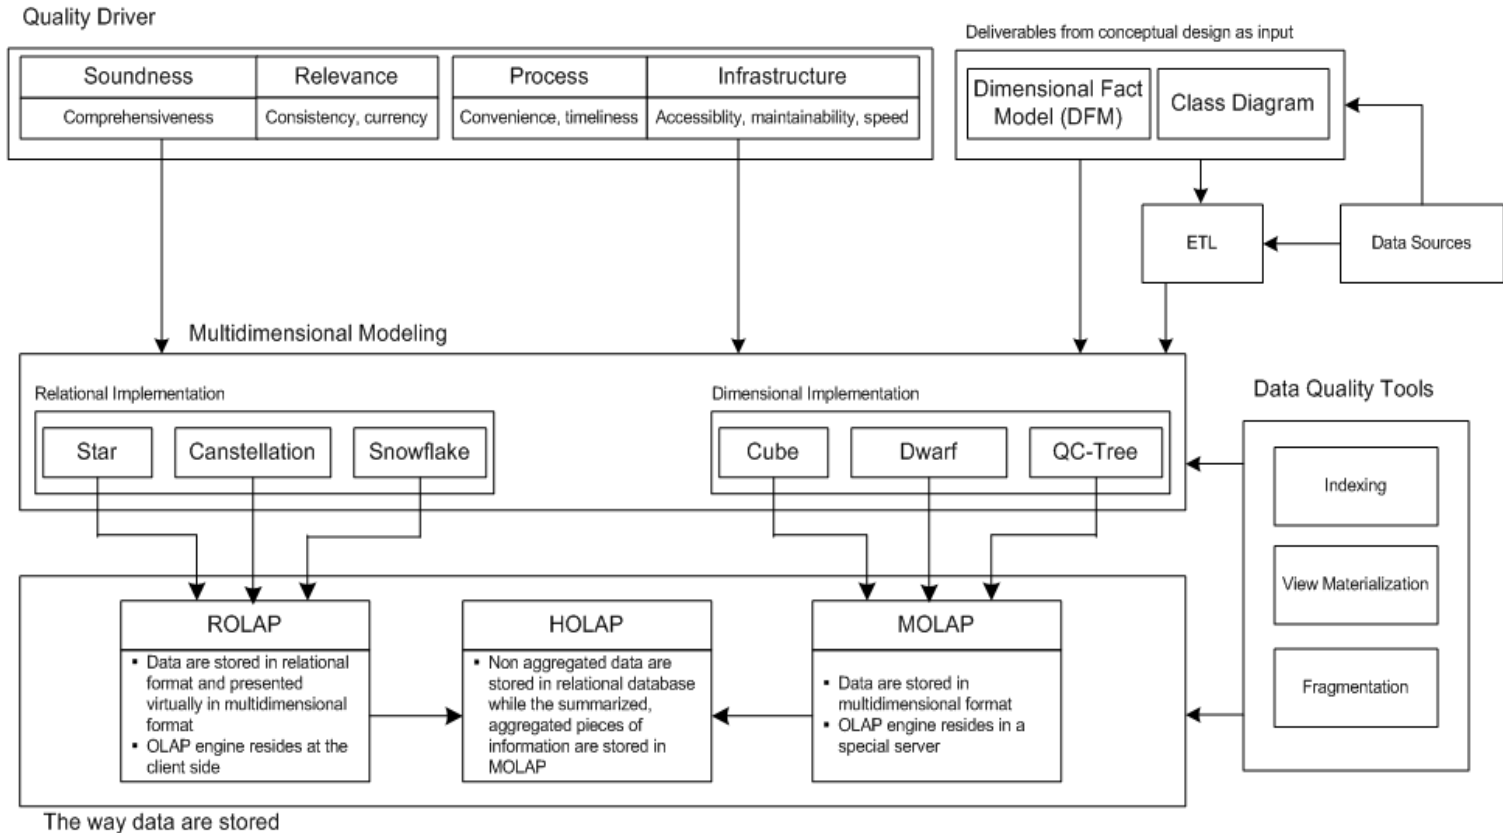 Quality Driver
Deliverables from conceptual design as input
Soundness
Relevance
Process
Infrastructure
Comprehensiveness
Consistency, currency
Convenience, timeliness
Accessiblity, maintainability, speed
Dimensional Fact
Model (DFM)
Class Diagram
ETL
Data Sources
Multidimensional Modeling
Relational Implementation
Dimensional Implementation
Star
Canstellation
Snowflake
Cube
Dwarf
QC-Tree
Data Quality Tools
Indexing
View Materialization
Fragmentation
ROLAP
▪ Data are stored in relational
format and presented
virtually in multidimensional
format
▪ OLAP engine resides at the
client side
HOLAP
▪ Non aggregated data are
stored in relational database
while the summarized,
aggregated pieces of
information are stored in
MOLAP
MOLAP
▪ Data are stored in
multidimensional format
▪ OLAP engine resides in a
special server
The way data are stored